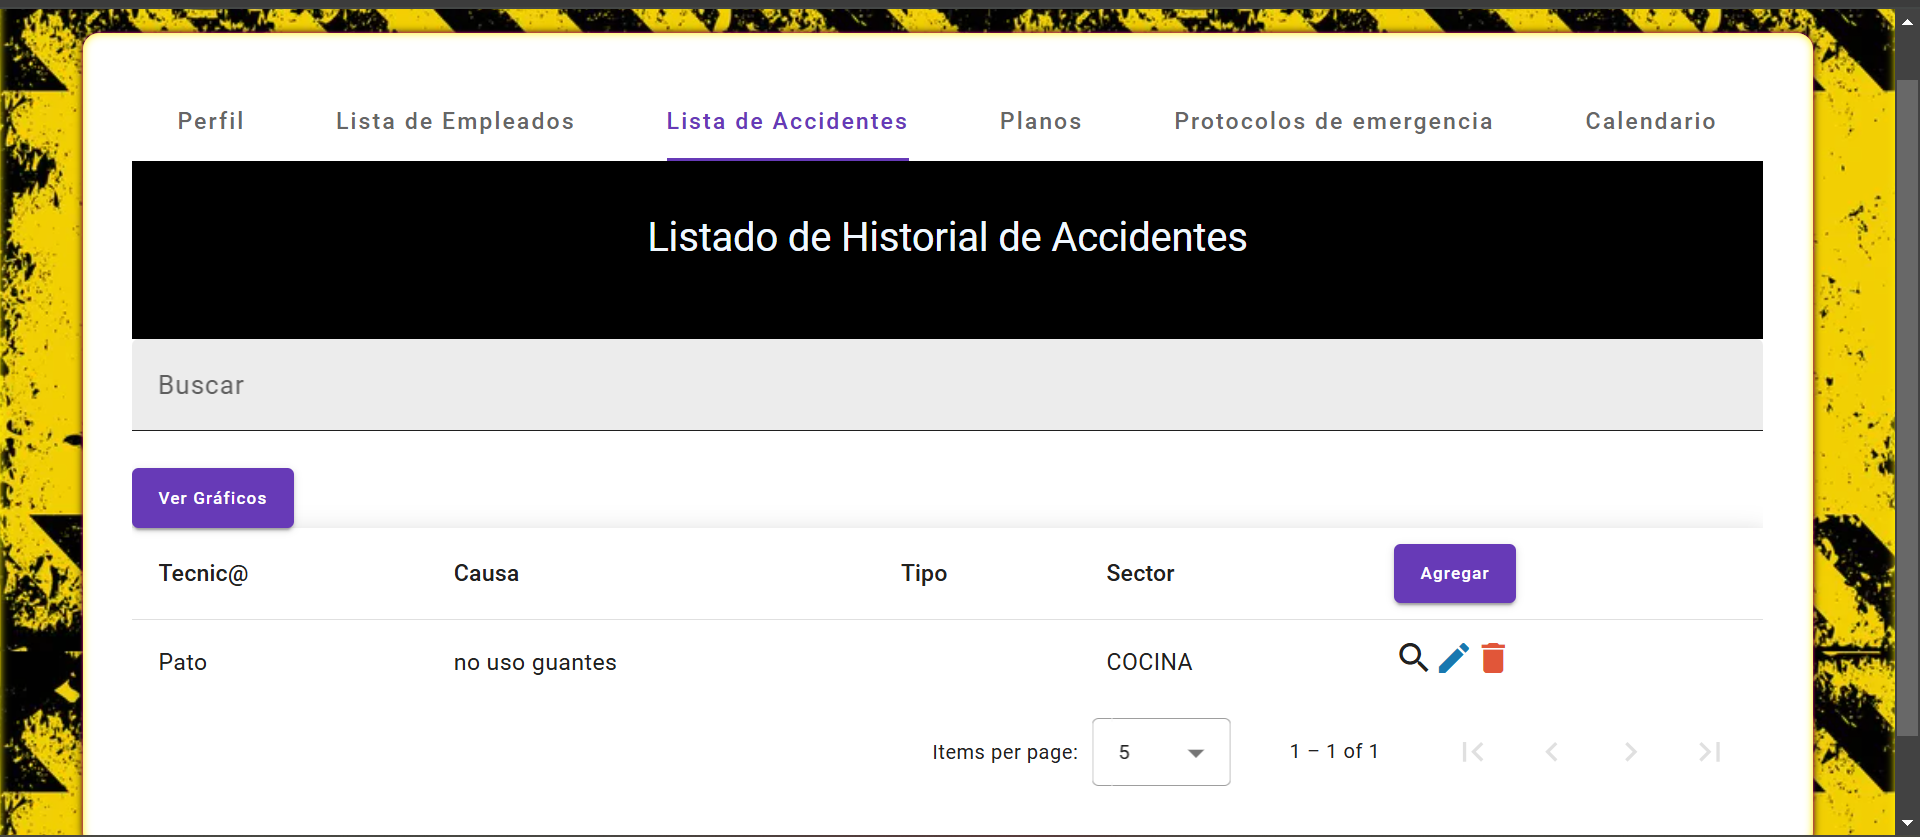 Perfil Lista de Empleados Lista de Accidentes Planos Protocolos de emergencia Calendario
Listado de Historial de Accidentes
Buscar
Ver Gráficos
Tecnic@ Causa Tipo Sector Agregar
Pato no uso guantes COCINA
Items per page: 5 1 – 1 of 1